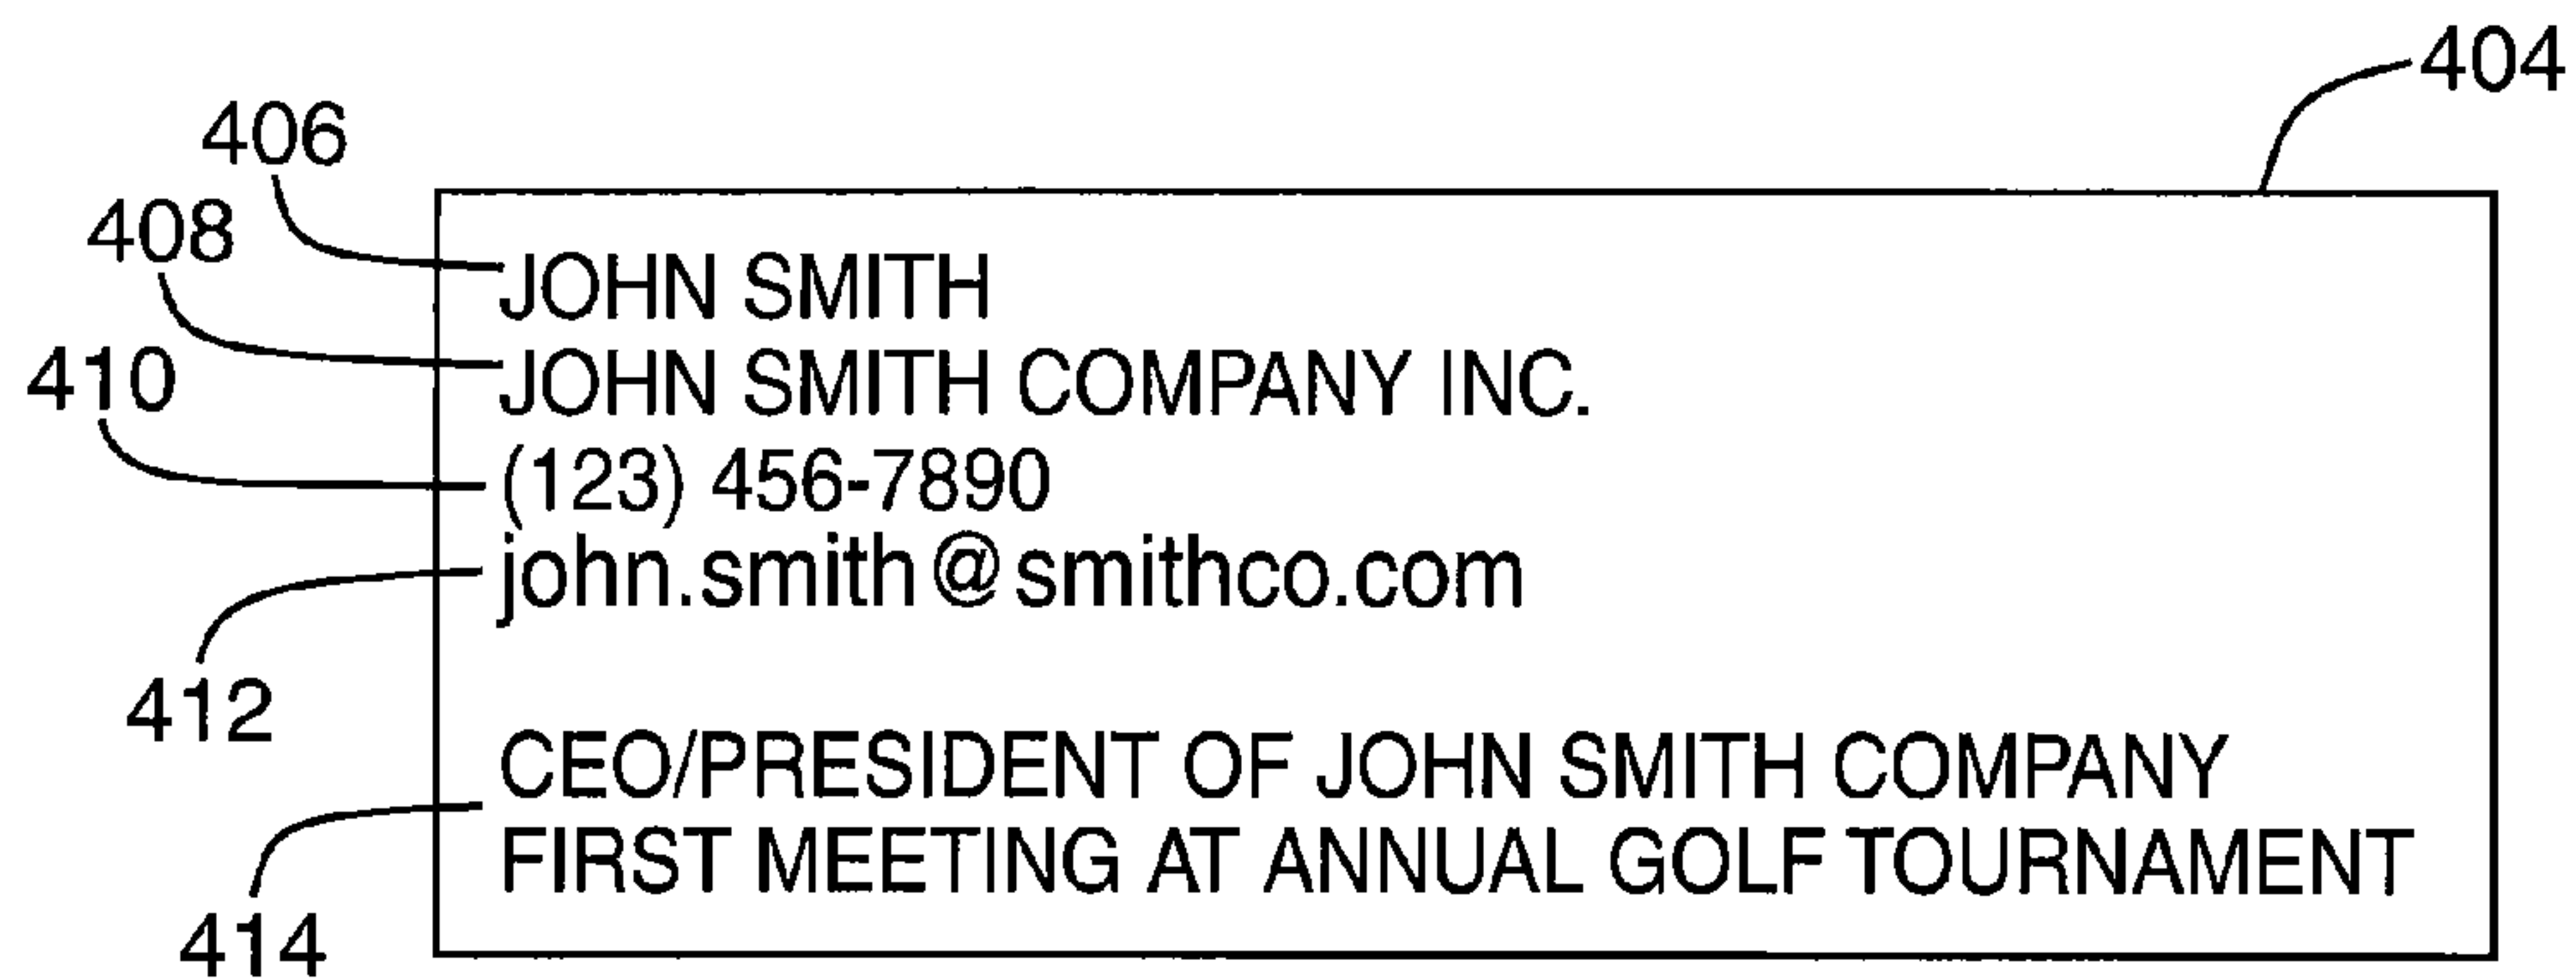 404
406
408
JOHN SMITH
410
JOHN SMITH COMPANY INC.
(123) 456-7890
john.smith@smithco.com
412
CEO/PRESIDENT OF JOHN SMITH COMPANY
FIRST MEETING AT ANNUAL GOLF TOURNAMENT
414